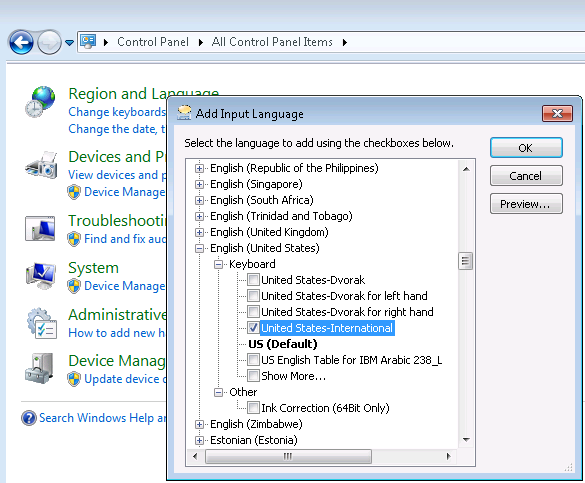 Control Panel All Control Panel Items
Region and Language
Change keyboards
Change the date, t
Devices and P
View devices and p
Device Manage
Troubleshooti
Find and fix aud
System
Device Manage
Administrative
How to add new h
Device Manag
Update device d
Search Windows Help an
Add Input Language
Select the language to add using the checkboxes below.
English (Republic of the Philippines)
English (Singapore)
English (South Africa)
English (Trinidad and Tobago)
English (United Kingdom)
English (United States)
Keyboard
United States-Dvorak
United States-Dvorak for left hand
United States-Dvorak for right hand
United States-International
US (Default)
US English Table for IBM Arabic 238_L
Show More...
Other
Ink Correction (64Bit Only)
English (Zimbabwe)
Estonian (Estonia)
OK
Cancel
Preview...